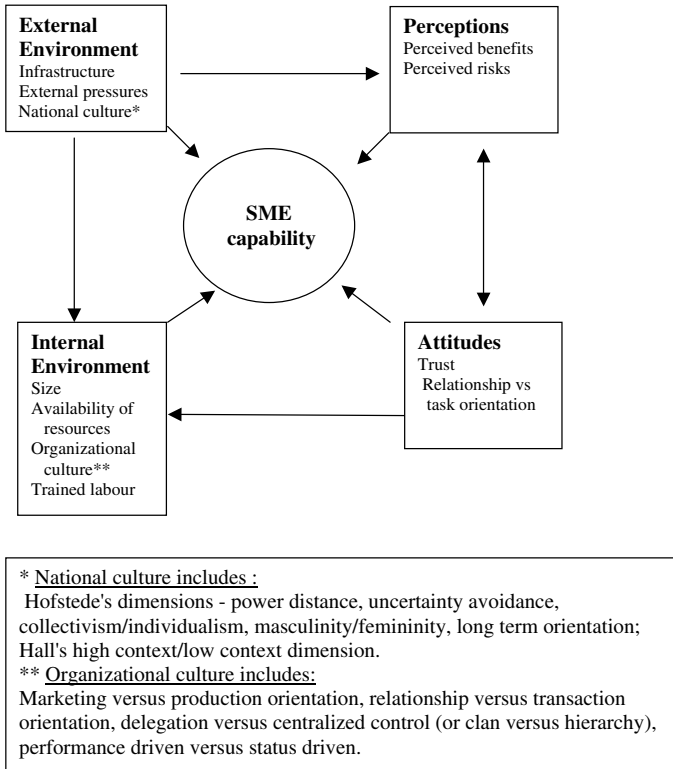 External
Environment
Infrastructure
External pressures
National culture*
Perceptions
Perceived benefits
Perceived risks
SME
capability
Internal
Environment
Size
Availability of
resources
Organizational
culture**
Trained labour
Attitudes
Trust
Relationship vs
task orientation
* National culture includes :
Hofstede's dimensions - power distance, uncertainty avoidance,
collectivism/individualism, masculinity/femininity, long term orientation;
Hall's high context/low context dimension.
** Organizational culture includes:
Marketing versus production orientation, relationship versus transaction
orientation, delegation versus centralized control (or clan versus hierarchy),
performance driven versus status driven.